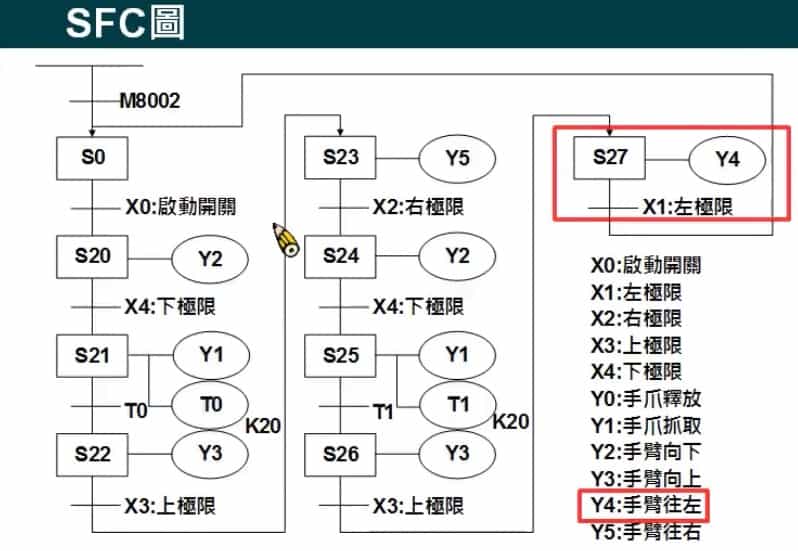 SFC圖
M8002
S0
X0:啟動開關
S20
Y2
X4:下極限
S21
Y1
T0
T0
K20
S22
Y3
X3:上極限
S23
Y5
X2:右極限
S24
Y2
X4:下極限
S25
Y1
T1
T1
K20
S26
Y3
X3:上極限
S27
Y4
X1:左極限
X0:啟動開關
X1:左極限
X2:右極限
X3:上極限
X4:下極限
Y0:手爪釋放
Y1:手爪抓取
Y2:手臂向下
Y3:手臂向上
Y4:手臂往左
Y5:手臂往右